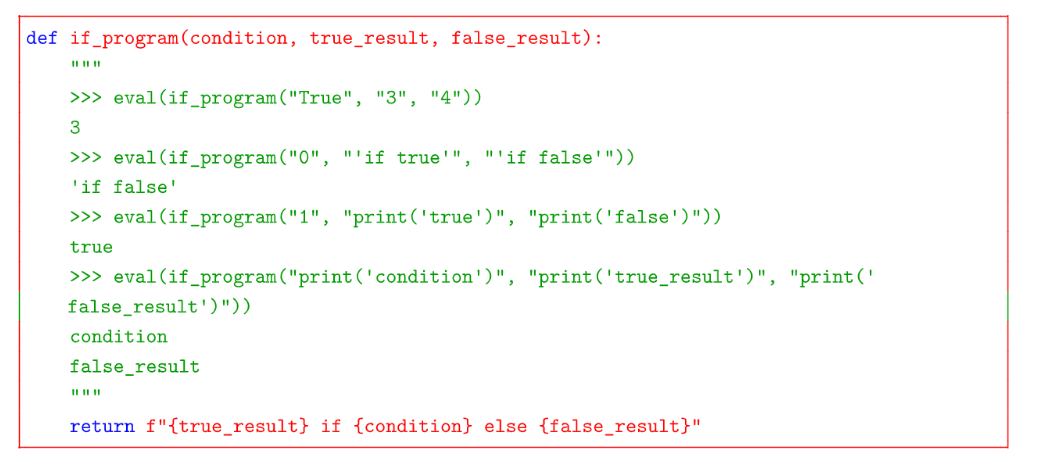 def if_program(condition, true_result, false_result):
    """
    >>> eval(if_program("True", "3", "4"))
    3
    >>> eval(if_program("0", "'if true'", "'if false'"))
    'if false'
    >>> eval(if_program("1", "print('true')", "print('false')"))
    true
    >>> eval(if_program("print('condition')", "print('true_result')", "print('
    false_result')"))
    condition
    false_result
    """
    return f"{true_result} if {condition} else {false_result}"